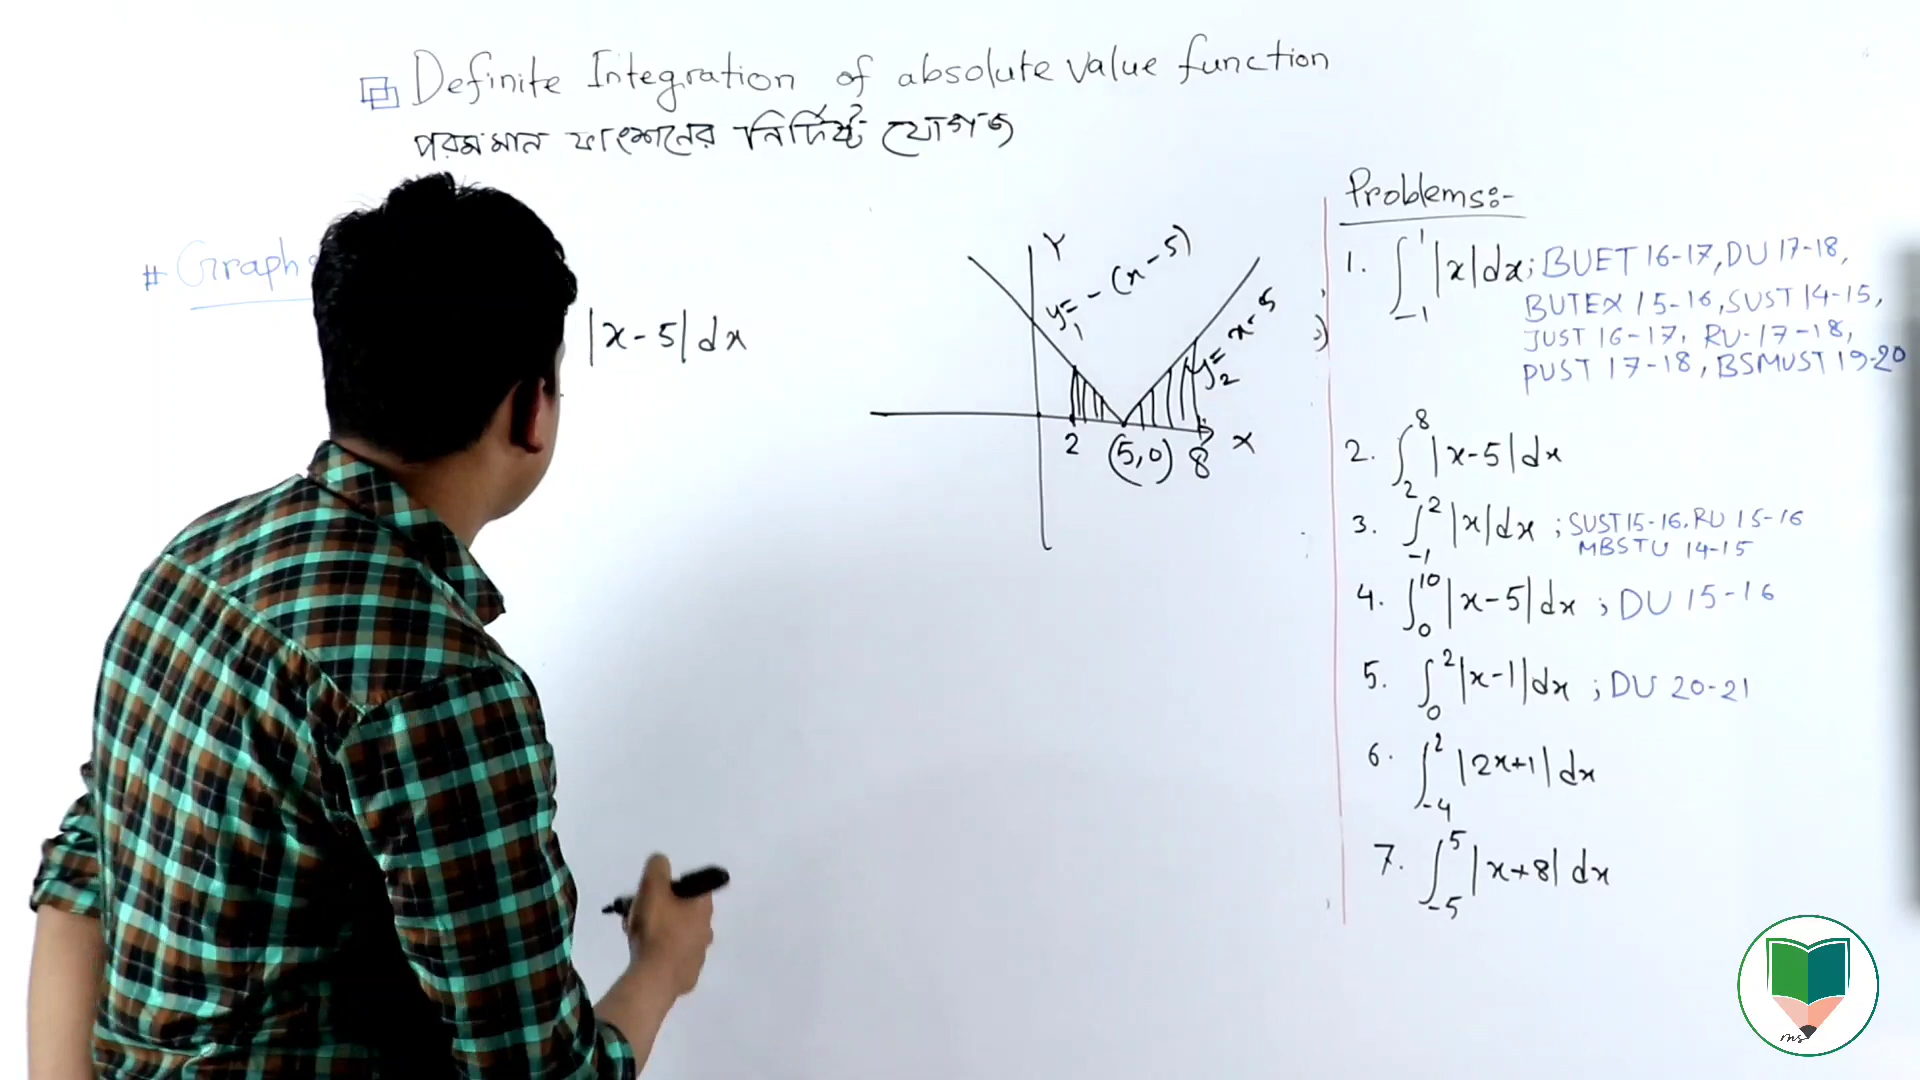 Definite Integration of absolute value function
পরমমান ফাংশনের নির্দিষ্ট যোগজ
# Graph
|x-5|dx
Y
y₁ = -(x-5)
y₂ = x-5
2
(5,0)
8
X
Problems:-
1. ∫₋₁¹ |x|dx; BUET 16-17, DU 17-18,
BUTEX 15-16, SUST 14-15,
JUST 16-17, RU-17-18,
PUST 17-18, BSMUST 19-20
2. ∫₂⁸ |x-5|dx
3. ∫₋₁² |x|dx ; SUST 15-16, RU 15-16
MBSTU 14-15
4. ∫₀¹⁰ |x-5|dx ; DU 15-16
5. ∫₀² |x-1|dx ; DU 20-21
6. ∫₋₄² |2x+1|dx
7. ∫₋₅⁵ |x+8|dx
ms